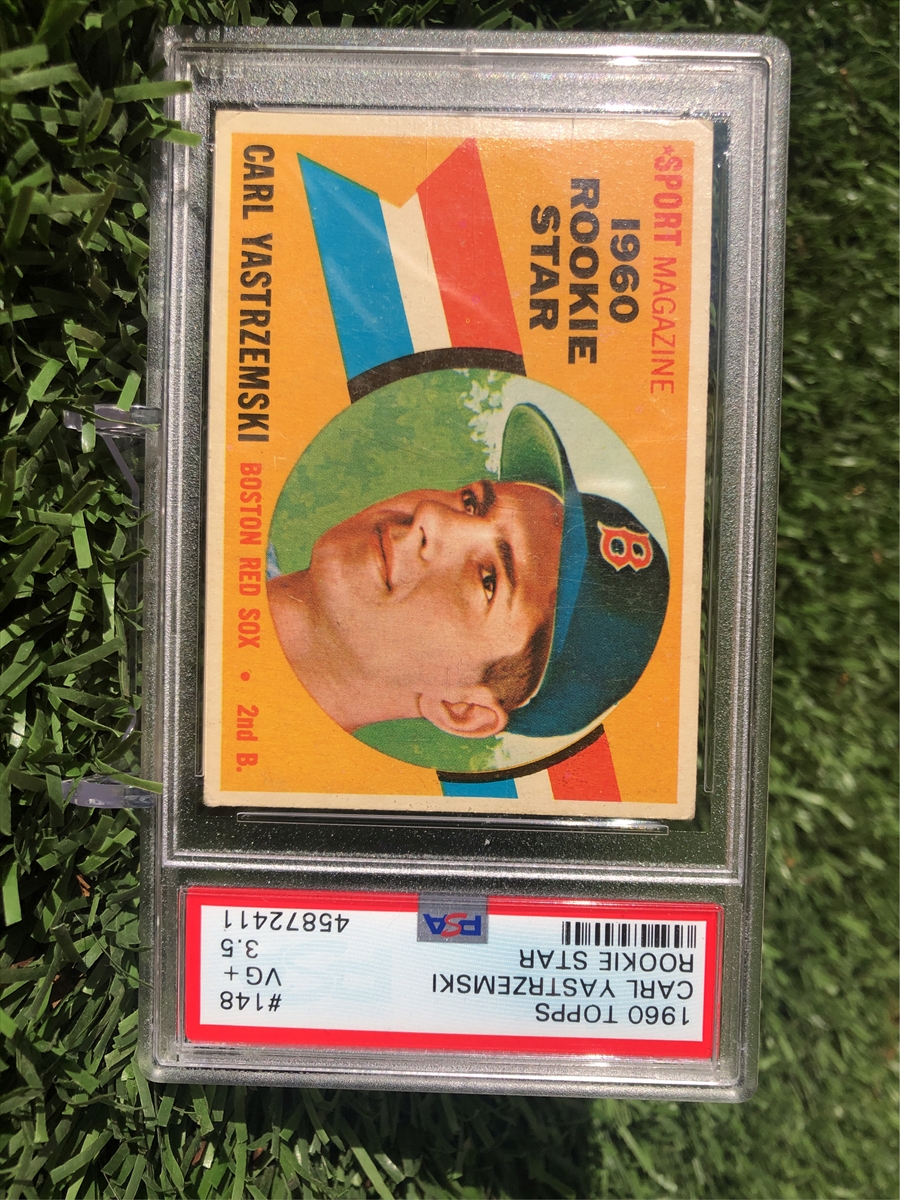 1960 TOPPS #148
CARL YASTRZEMSKI VG+
ROOKIE STAR 3.5
PSA 45872411
★SPORT MAGAZINE
1960
ROOKIE
STAR
B
CARL YASTRZEMSKI BOSTON RED SOX • 2nd B.